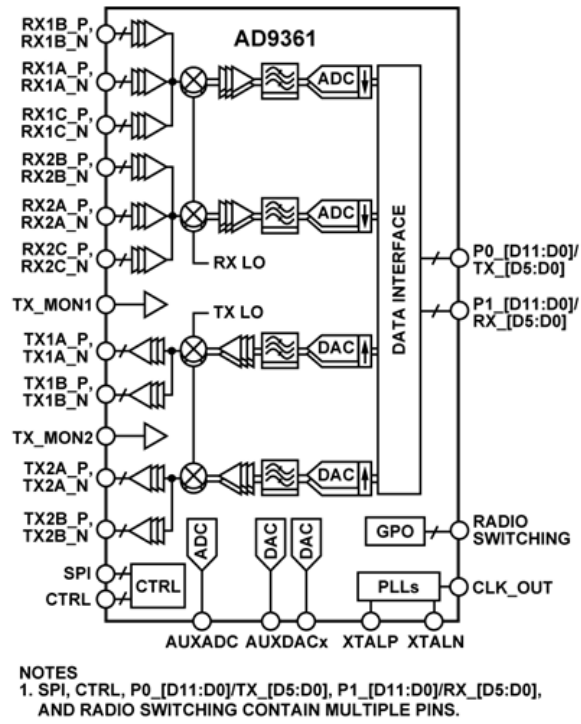 AD9361
RX1B_P,
RX1B_N
RX1A_P,
RX1A_N
RX1C_P,
RX1C_N
RX2B_P,
RX2B_N
RX2A_P,
RX2A_N
RX2C_P,
RX2C_N
TX_MON1
TX1A_P,
TX1A_N
TX1B_P,
TX1B_N
TX_MON2
TX2A_P,
TX2A_N
TX2B_P,
TX2B_N
SPI
CTRL
CTRL
ADC
ADC
RX LO
TX LO
DAC
DAC
DATA INTERFACE
P0_[D11:D0]/
TX_[D5:D0]
P1_[D11:D0]/
RX_[D5:D0]
ADC
DAC
DAC
GPO
RADIO
SWITCHING
PLLs
CLK_OUT
AUXADC
AUXDACx
XTALP
XTALN
NOTES
1. SPI, CTRL, P0_[D11:D0]/TX_[D5:D0], P1_[D11:D0]/RX_[D5:D0],
AND RADIO SWITCHING CONTAIN MULTIPLE PINS.